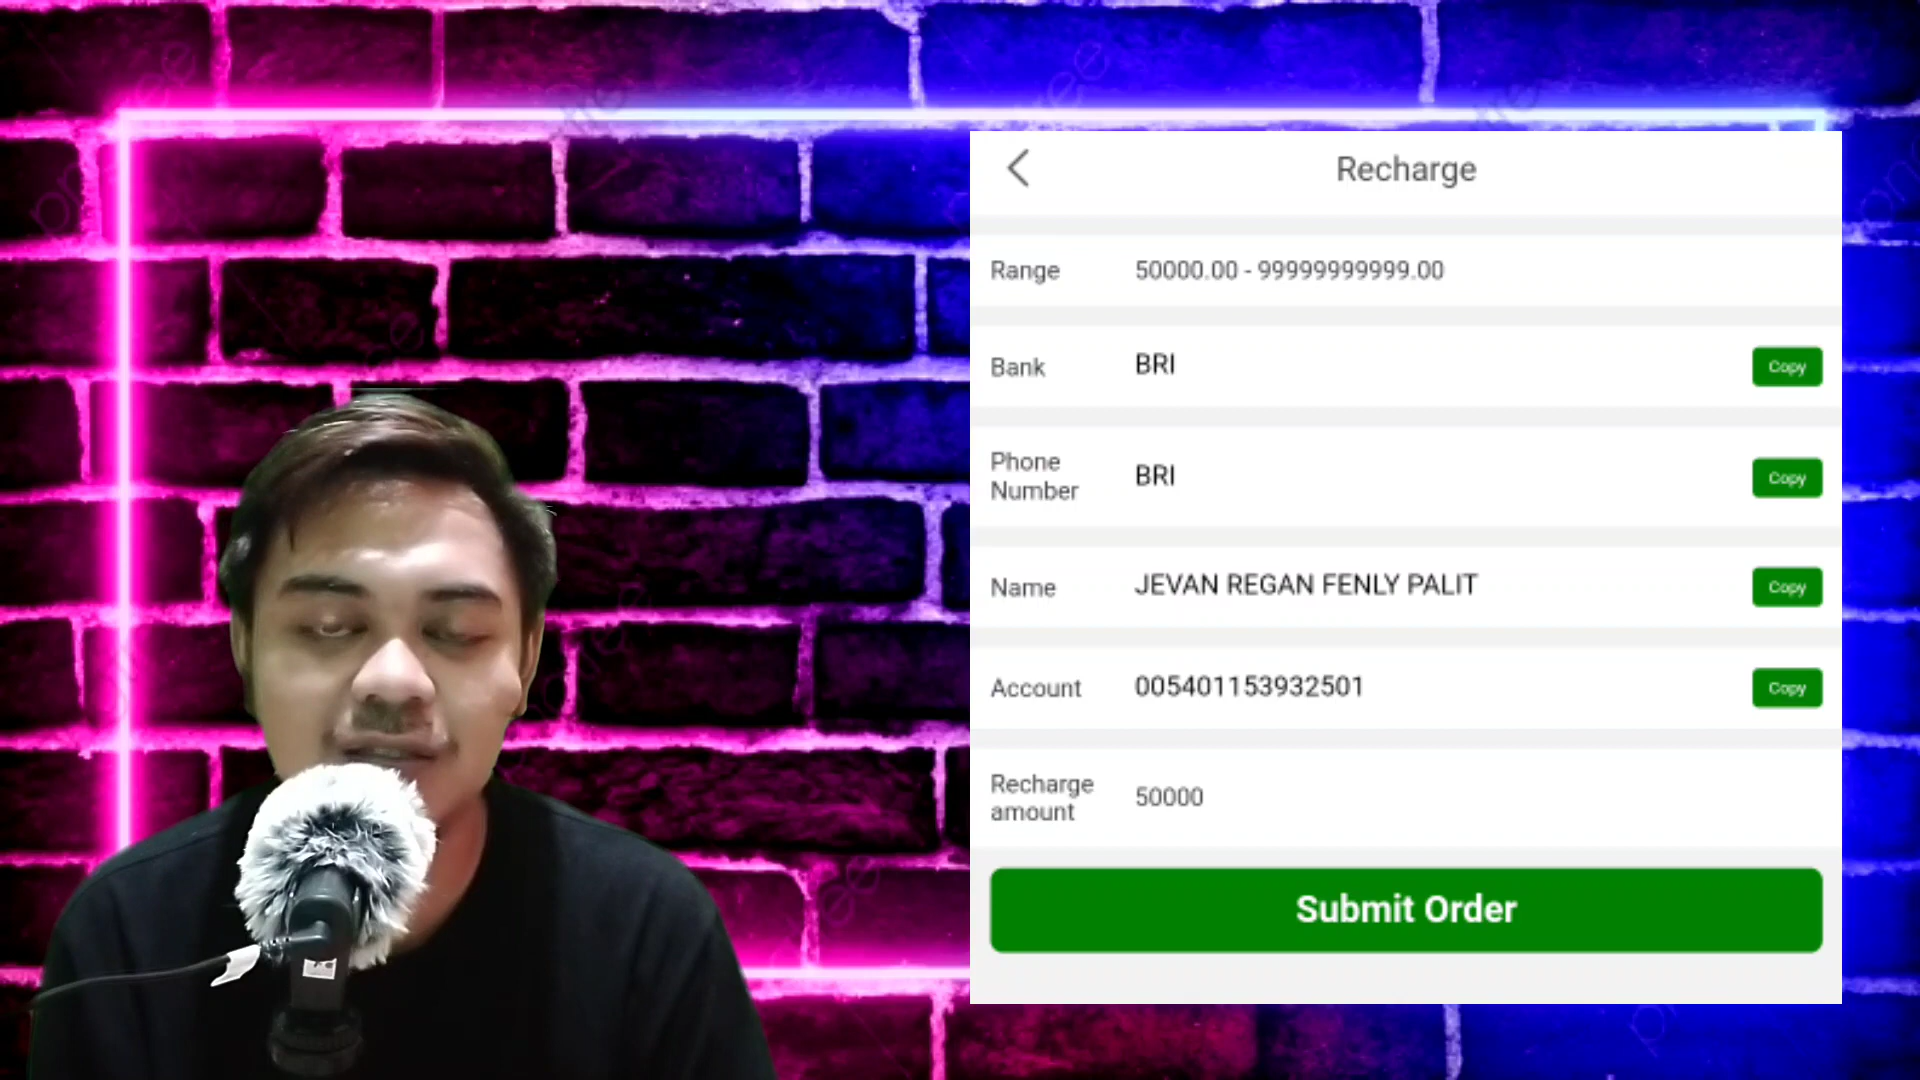 Recharge
Range 50000.00 - 99999999999.00
Bank BRI Copy
Phone
Number BRI Copy
Name JEVAN REGAN FENLY PALIT Copy
Account 005401153932501 Copy
Recharge
amount 50000
Submit Order